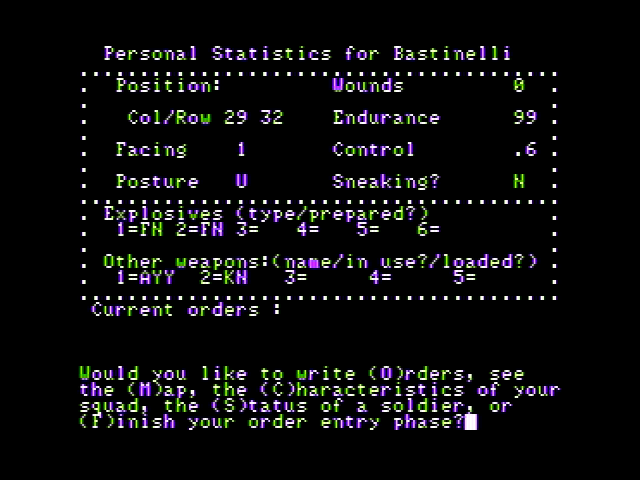 Personal Statistics for Bastinelli
Position: Wounds 0
Col/Row 29 32 Endurance 99
Facing 1 Control .6
Posture U Sneaking? N
Explosives (type/prepared?)
1=FN 2=FN 3= 4= 5= 6=
Other weapons:(name/in use?/loaded?)
1=AYY 2=KN 3= 4= 5=
Current orders :
Would you like to write (O)rders, see
the (M)ap, the (C)haracteristics of your
squad, the (S)tatus of a soldier, or
(F)inish your order entry phase?